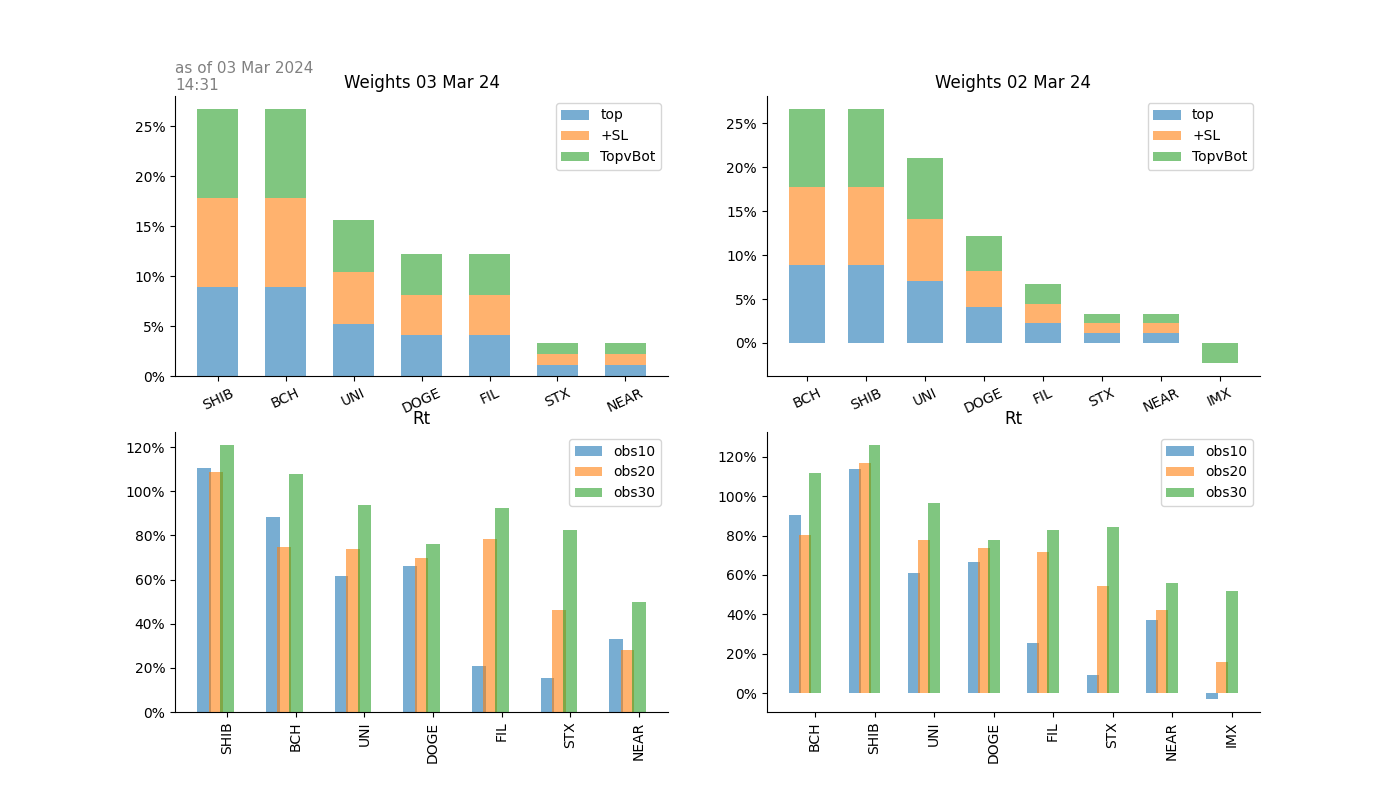 as of 03 Mar 2024
14:31
Weights 03 Mar 24
25%
20%
15%
10%
5%
0%
top
+SL
TopvBot
SHIB
BCH
UNI
DOGE
FIL
STX
NEAR
Weights 02 Mar 24
25%
20%
15%
10%
5%
0%
top
+SL
TopvBot
BCH
SHIB
UNI
DOGE
FIL
STX
NEAR
IMX
Rt
120%
100%
80%
60%
40%
20%
0%
obs10
obs20
obs30
SHIB
BCH
UNI
DOGE
FIL
STX
NEAR
Rt
120%
100%
80%
60%
40%
20%
0%
obs10
obs20
obs30
BCH
SHIB
UNI
DOGE
FIL
STX
NEAR
IMX